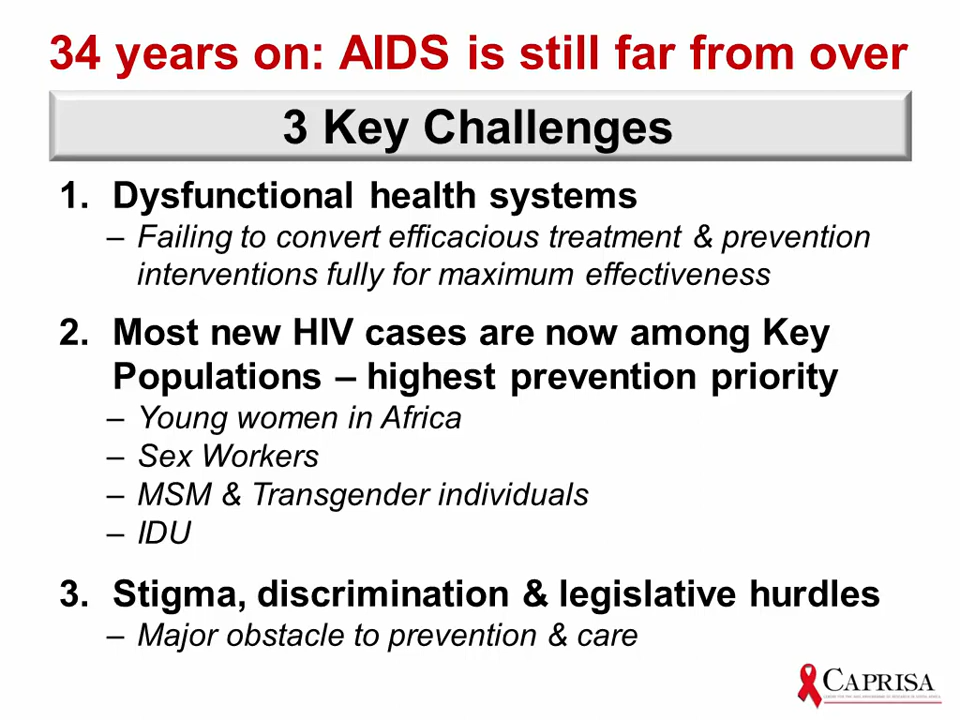 34 years on: AIDS is still far from over
3 Key Challenges
1. Dysfunctional health systems
– Failing to convert efficacious treatment & prevention
interventions fully for maximum effectiveness
2. Most new HIV cases are now among Key
Populations – highest prevention priority
– Young women in Africa
– Sex Workers
– MSM & Transgender individuals
– IDU
3. Stigma, discrimination & legislative hurdles
– Major obstacle to prevention & care
CAPRISA